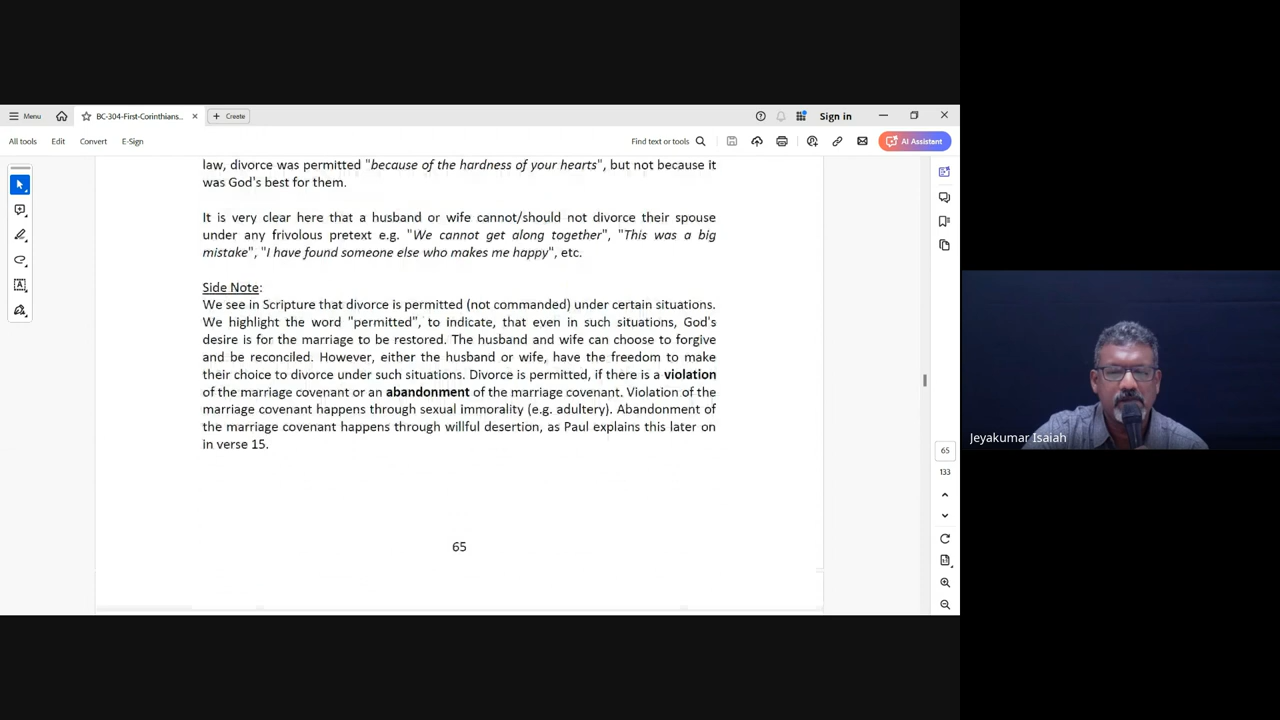 Menu
BC-304-First-Corinthians..
Create
Sign in
All tools
Edit
Convert
E-Sign
Find text or tools
AI Assistant
law, divorce was permitted "because of the hardness of your hearts", but not because it
was God's best for them.
It is very clear here that a husband or wife cannot/should not divorce their spouse
under any frivolous pretext e.g. "We cannot get along together", "This was a big
mistake", "I have found someone else who makes me happy", etc.
Side Note:
We see in Scripture that divorce is permitted (not commanded) under certain situations.
We highlight the word "permitted", to indicate, that even in such situations, God's
desire is for the marriage to be restored. The husband and wife can choose to forgive
and be reconciled. However, either the husband or wife, have the freedom to make
their choice to divorce under such situations. Divorce is permitted, if there is a violation
of the marriage covenant or an abandonment of the marriage covenant. Violation of the
marriage covenant happens through sexual immorality (e.g. adultery). Abandonment of
the marriage covenant happens through willful desertion, as Paul explains this later on
in verse 15.
65
65
133
Jeyakumar Isaiah